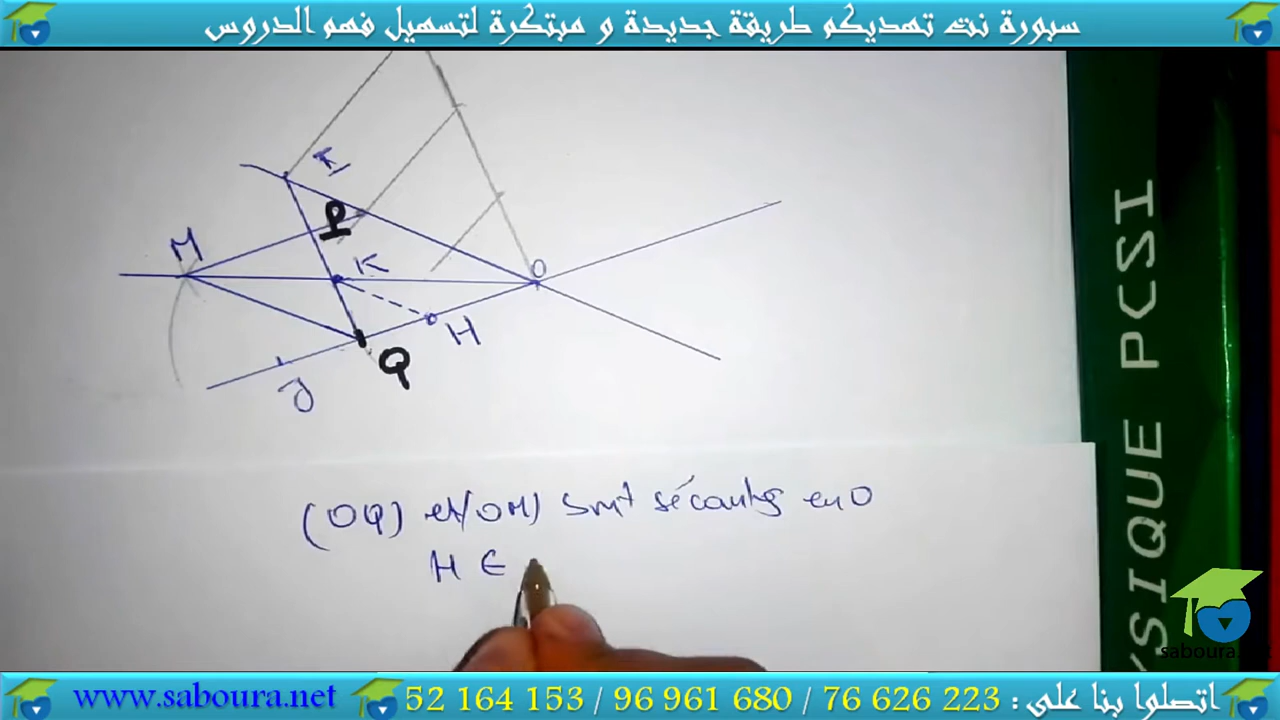 سبورة نت تهديكم طريقة جديدة و مبتكرة لتسهيل فهم الدروس
I
P
M
K
O
H
Q
J
(OQ) et (OM) sont sécantes en O
H ∈
PHYSIQUE PCSI
saboura.net
www.saboura.net
52 164 153 / 96 961 680 / 76 626 223 : اتصلوا بنا على